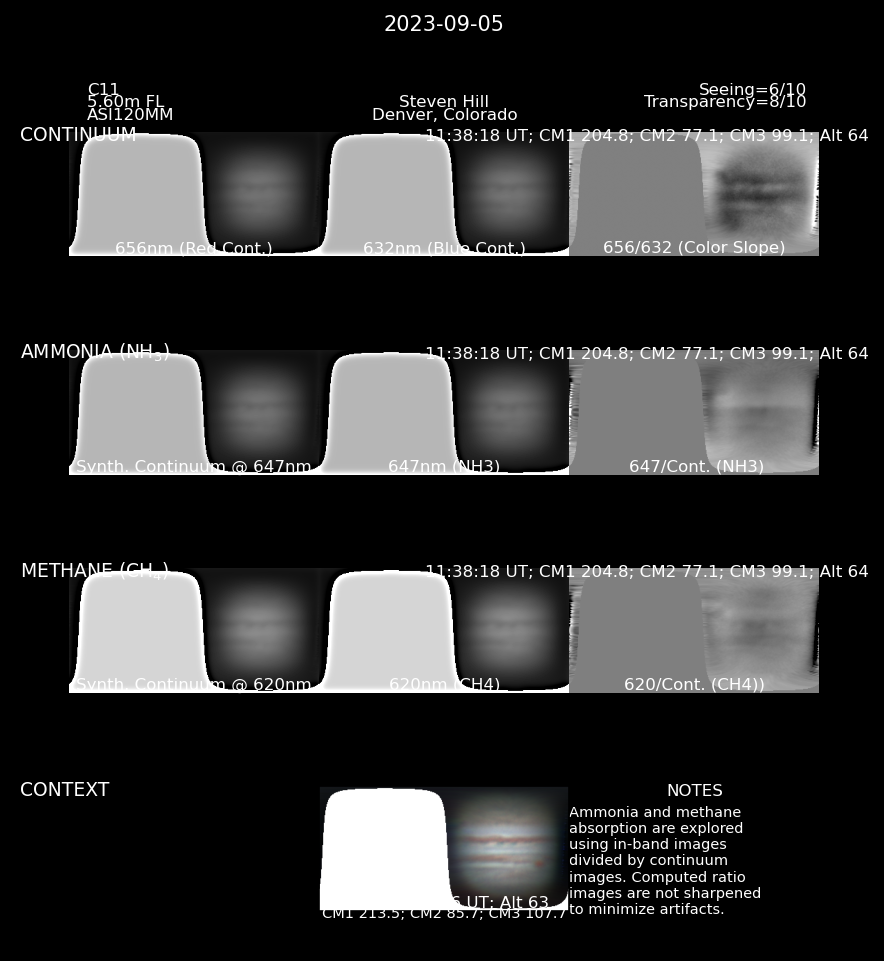 2023-09-05
C11
5.60m FL
ASI120MM
Steven Hill
Denver, Colorado
Seeing=6/10
Transparency=8/10
CONTINUUM
11:38:18 UT; CM1 204.8; CM2 77.1; CM3 99.1; Alt 64
656nm (Red Cont.)
632nm (Blue Cont.)
656/632 (Color Slope)
AMMONIA (NH₃)
11:38:18 UT; CM1 204.8; CM2 77.1; CM3 99.1; Alt 64
Synth. Continuum @ 647nm
647nm (NH3)
647/Cont. (NH3)
METHANE (CH₄)
11:38:18 UT; CM1 204.8; CM2 77.1; CM3 99.1; Alt 64
Synth. Continuum @ 620nm
620nm (CH4)
620/Cont. (CH4))
CONTEXT
UT; Alt 63
CM1 213.5; CM2 85.7; CM3 107.7
NOTES
Ammonia and methane
absorption are explored
using in-band images
divided by continuum
images. Computed ratio
images are not sharpened
to minimize artifacts.